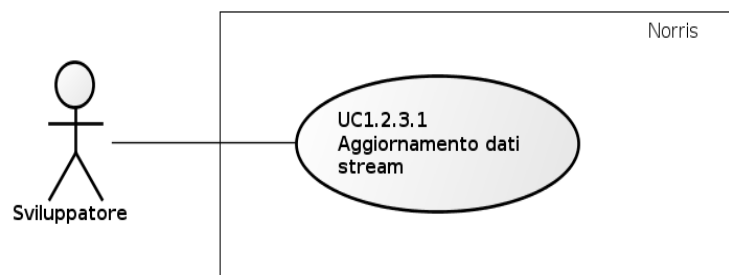 Norris
UC1.2.3.1
Aggiornamento dati
stream
Sviluppatore